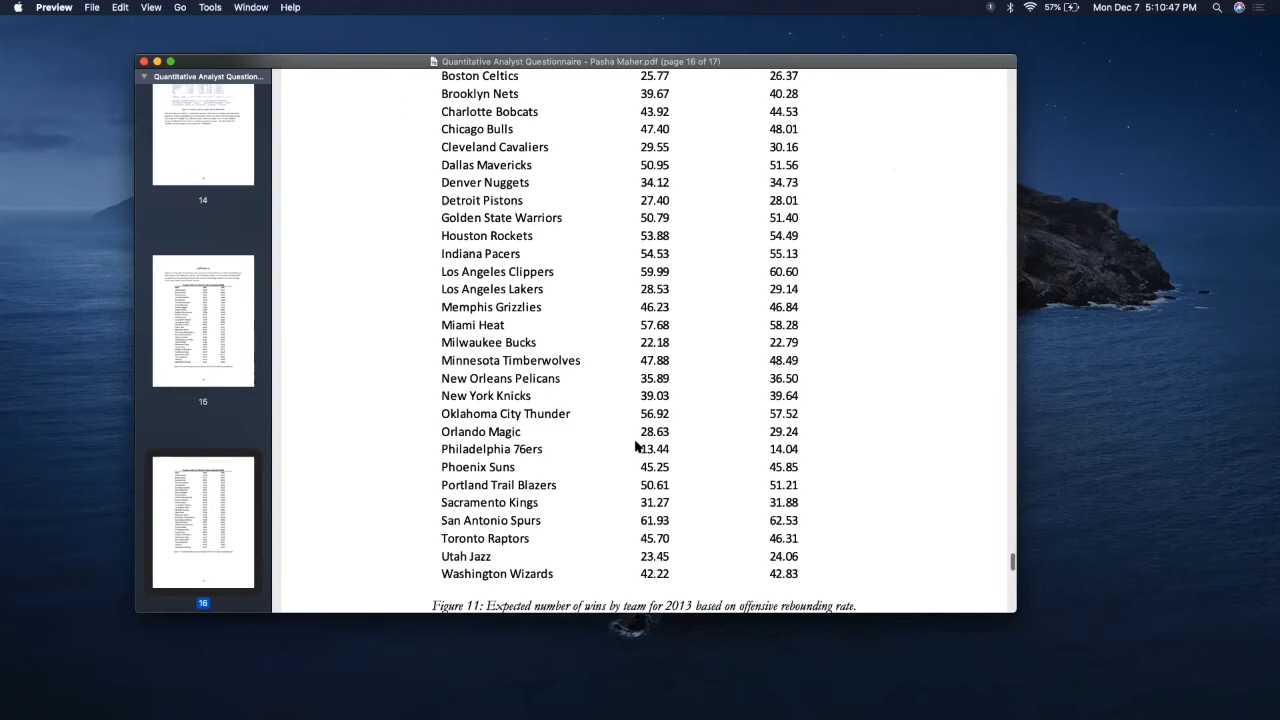 Preview File Edit View Go Tools Window Help 57% Mon Dec 7 5:10:47 PM
Quantitative Analyst Questionnaire - Pasha Maher.pdf (page 16 of 17)
Quantitative Analyst Question...
14
15
16
Boston Celtics 25.77 26.37
Brooklyn Nets 39.67 40.28
Charlotte Bobcats 43.92 44.53
Chicago Bulls 47.40 48.01
Cleveland Cavaliers 29.55 30.16
Dallas Mavericks 50.95 51.56
Denver Nuggets 34.12 34.73
Detroit Pistons 27.40 28.01
Golden State Warriors 50.79 51.40
Houston Rockets 53.88 54.49
Indiana Pacers 54.53 55.13
Los Angeles Clippers 59.99 60.60
Los Angeles Lakers 28.53 29.14
Memphis Grizzlies 46.23 46.84
Miami Heat 57.68 58.28
Milwaukee Bucks 22.18 22.79
Minnesota Timberwolves 47.88 48.49
New Orleans Pelicans 35.89 36.50
New York Knicks 39.03 39.64
Oklahoma City Thunder 56.92 57.52
Orlando Magic 28.63 29.24
Philadelphia 76ers 13.44 14.04
Phoenix Suns 45.25 45.85
Portland Trail Blazers 50.61 51.21
Sacramento Kings 31.27 31.88
San Antonio Spurs 61.93 62.53
Toronto Raptors 45.70 46.31
Utah Jazz 23.45 24.06
Washington Wizards 42.22 42.83
Figure 11: Expected number of wins by team for 2013 based on offensive rebounding rate.